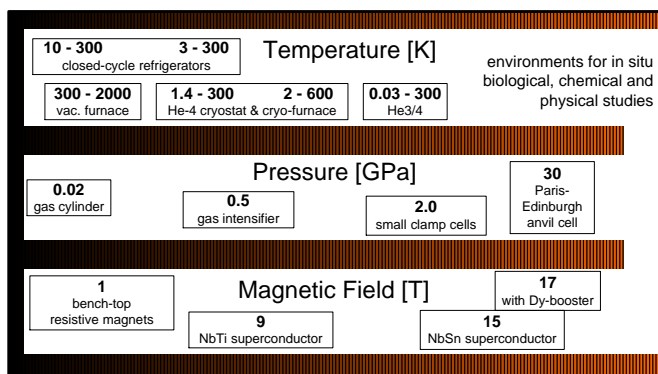 10 - 300 3 - 300
closed-cycle refrigerators
Temperature [K]
environments for in situ
biological, chemical and
physical studies
300 - 2000
vac. furnace
1.4 - 300 2 - 600
He-4 cryostat & cryo-furnace
0.03 - 300
He3/4
Pressure [GPa]
0.02
gas cylinder
0.5
gas intensifier
2.0
small clamp cells
30
Paris-
Edinburgh
anvil cell
Magnetic Field [T]
1
bench-top
resistive magnets
9
NbTi superconductor
15
NbSn superconductor
17
with Dy-booster